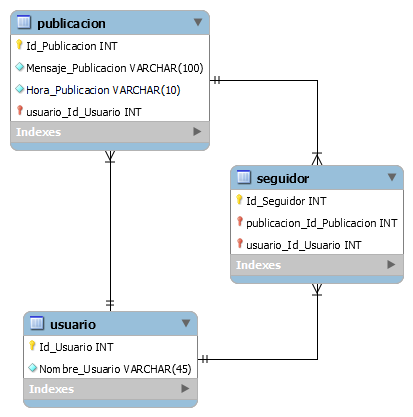 publicacion
Id_Publicacion INT
Mensaje_Publicacion VARCHAR(100)
Hora_Publicacion VARCHAR(10)
usuario_Id_Usuario INT
Indexes
seguidor
Id_Seguidor INT
publicacion_Id_Publicacion INT
usuario_Id_Usuario INT
Indexes
usuario
Id_Usuario INT
Nombre_Usuario VARCHAR(45)
Indexes